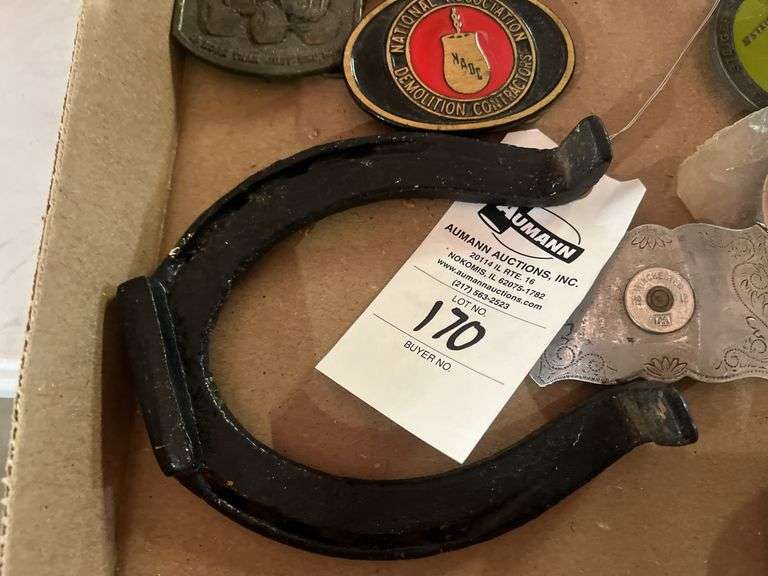 NATIONAL ASSOCIATION
NADC
DEMOLITION CONTRACTORS
AUMANN
AUMANN AUCTIONS, INC.
20114 IL RTE. 16
NOKOMIS, IL 62075-1782
www.aumannauctions.com
(217) 563-2523
LOT NO.
170
BUYER NO.